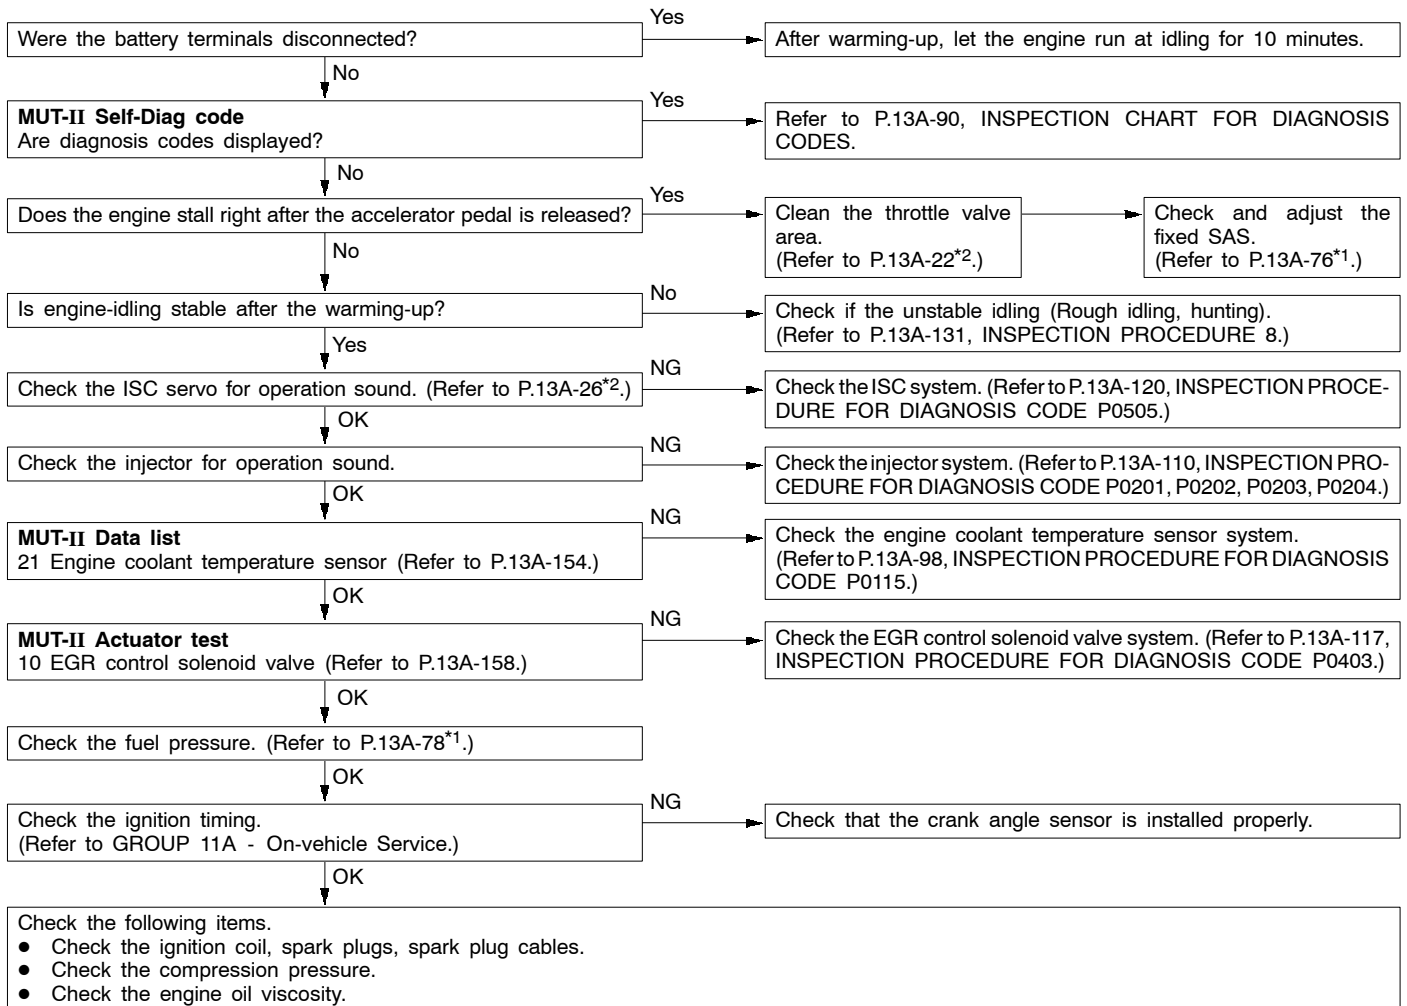 Were the battery terminals disconnected?
Yes
After warming-up, let the engine run at idling for 10 minutes.
No
MUT-II Self-Diag code
Are diagnosis codes displayed?
Yes
Refer to P.13A-90, INSPECTION CHART FOR DIAGNOSIS
CODES.
No
Does the engine stall right after the accelerator pedal is released?
Yes
Clean the throttle valve
area.
(Refer to P.13A-22*2.)
Check and adjust the
fixed SAS.
(Refer to P.13A-76*1.)
No
Is engine-idling stable after the warming-up?
No
Check if the unstable idling (Rough idling, hunting).
(Refer to P.13A-131, INSPECTION PROCEDURE 8.)
Yes
Check the ISC servo for operation sound. (Refer to P.13A-26*2.)
NG
Check the ISC system. (Refer to P.13A-120, INSPECTION PROCE-
DURE FOR DIAGNOSIS CODE P0505.)
OK
Check the injector for operation sound.
NG
Check the injector system. (Refer to P.13A-110, INSPECTION PRO-
CEDURE FOR DIAGNOSIS CODE P0201, P0202, P0203, P0204.)
OK
MUT-II Data list
21 Engine coolant temperature sensor (Refer to P.13A-154.)
NG
Check the engine coolant temperature sensor system.
(Refer to P.13A-98, INSPECTION PROCEDURE FOR DIAGNOSIS
CODE P0115.)
OK
MUT-II Actuator test
10 EGR control solenoid valve (Refer to P.13A-158.)
NG
Check the EGR control solenoid valve system. (Refer to P.13A-117,
INSPECTION PROCEDURE FOR DIAGNOSIS CODE P0403.)
OK
Check the fuel pressure. (Refer to P.13A-78*1.)
OK
Check the ignition timing.
(Refer to GROUP 11A - On-vehicle Service.)
NG
Check that the crank angle sensor is installed properly.
OK
Check the following items.
● Check the ignition coil, spark plugs, spark plug cables.
● Check the compression pressure.
● Check the engine oil viscosity.